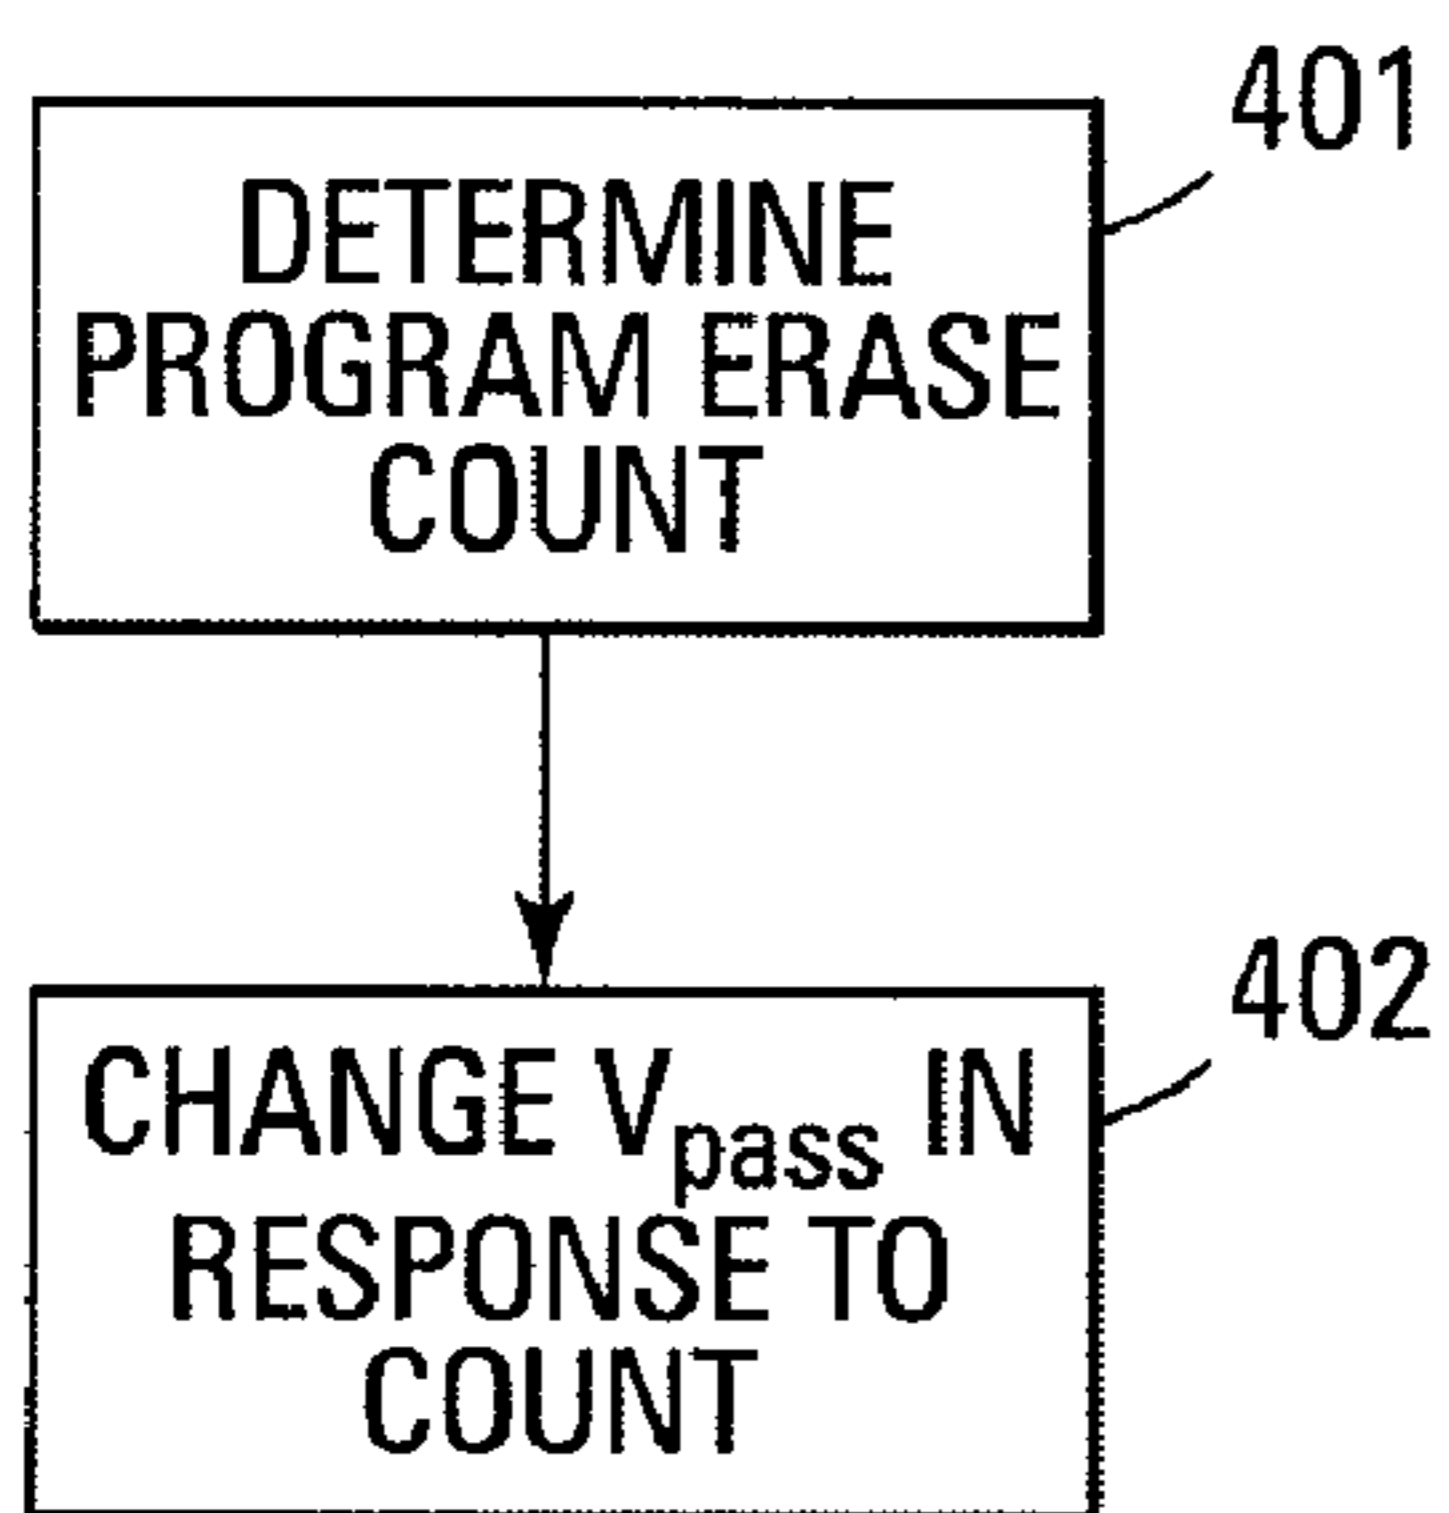 401
DETERMINE
PROGRAM ERASE
COUNT
402
CHANGE Vpass IN
RESPONSE TO
COUNT